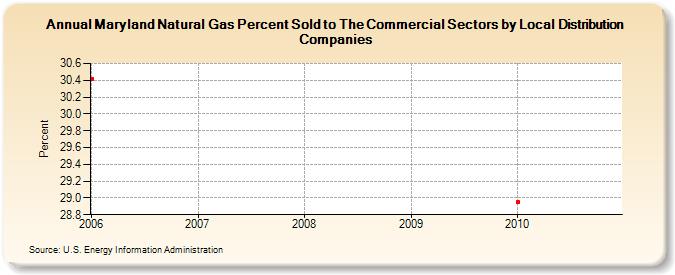 Annual Maryland Natural Gas Percent Sold to The Commercial Sectors by Local Distribution
Companies
Percent
30.6
30.4
30.2
30.0
29.8
29.6
29.4
29.2
29.0
28.8
2006 2007 2008 2009 2010
Source: U.S. Energy Information Administration